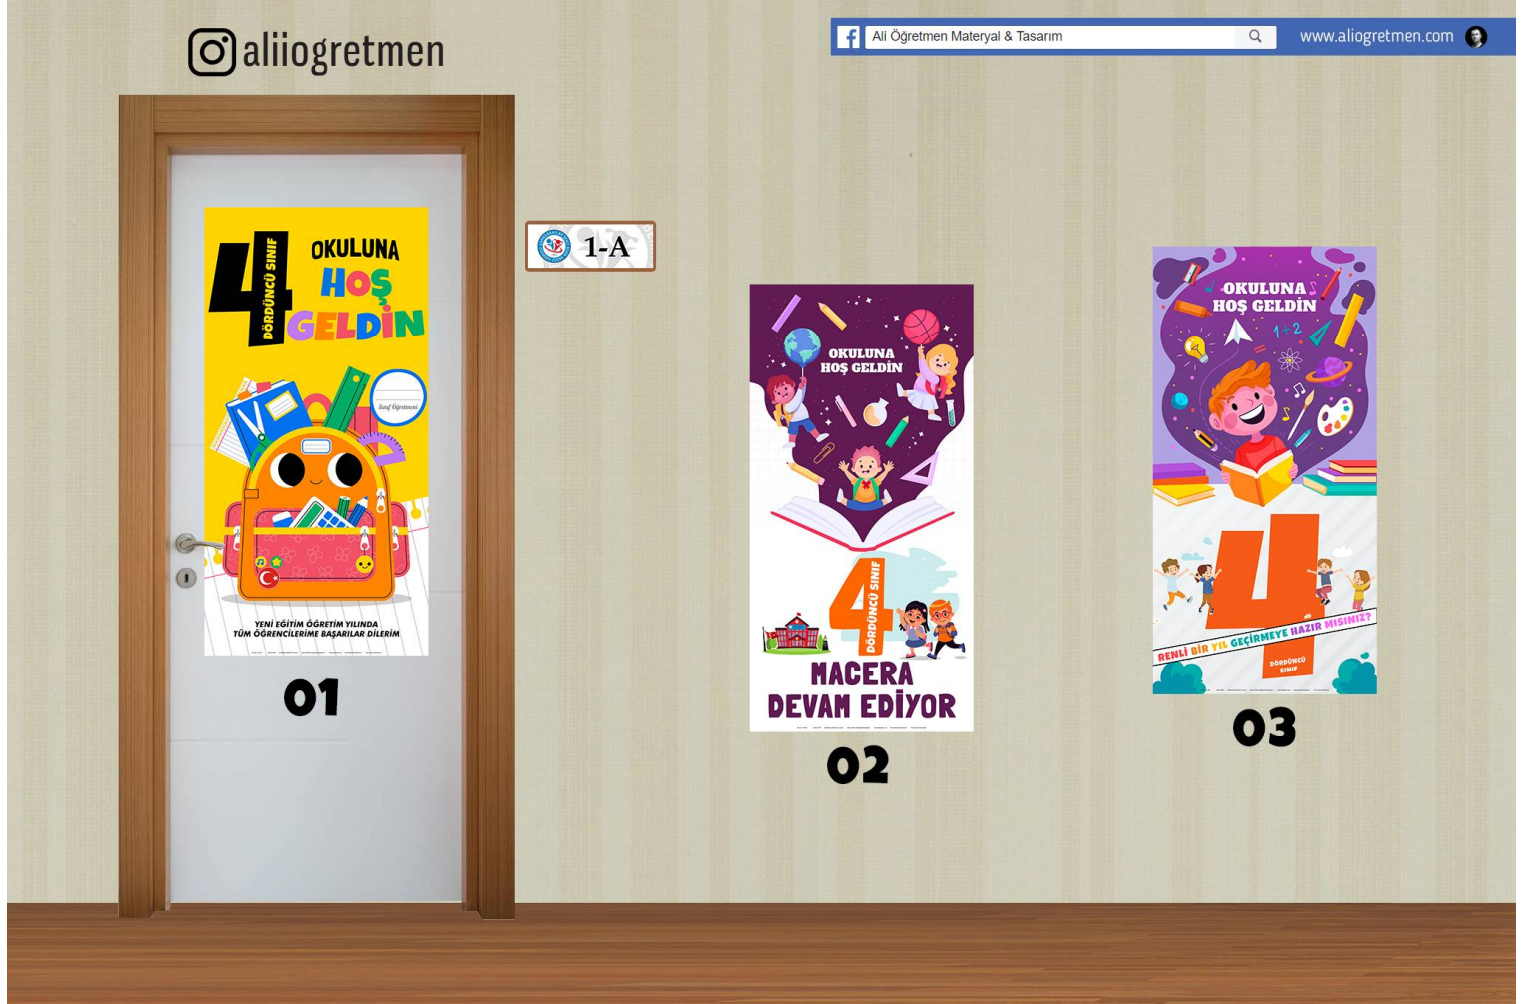 aliiogretmen
Ali Öğretmen Materyal & Tasarım
www.aliogretmen.com
4
DÖRDÜNCÜ SINIF
OKULUNA
HOŞ
GELDİN
Sınıf Öğretmeni
YENİ EĞİTİM ÖĞRETİM YILINDA
TÜM ÖĞRENCİLERİME BAŞARILAR DİLERİM
01
1-A
OKULUNA
HOŞ GELDİN
4
DÖRDÜNCÜ SINIF
MACERA
DEVAM EDİYOR
02
OKULUNA
HOŞ GELDİN
1+2
=
4
RENLİ BİR YIL GEÇİRMEYE HAZIR MISINIZ?
DÖRDÜNCÜ
SINIF
03